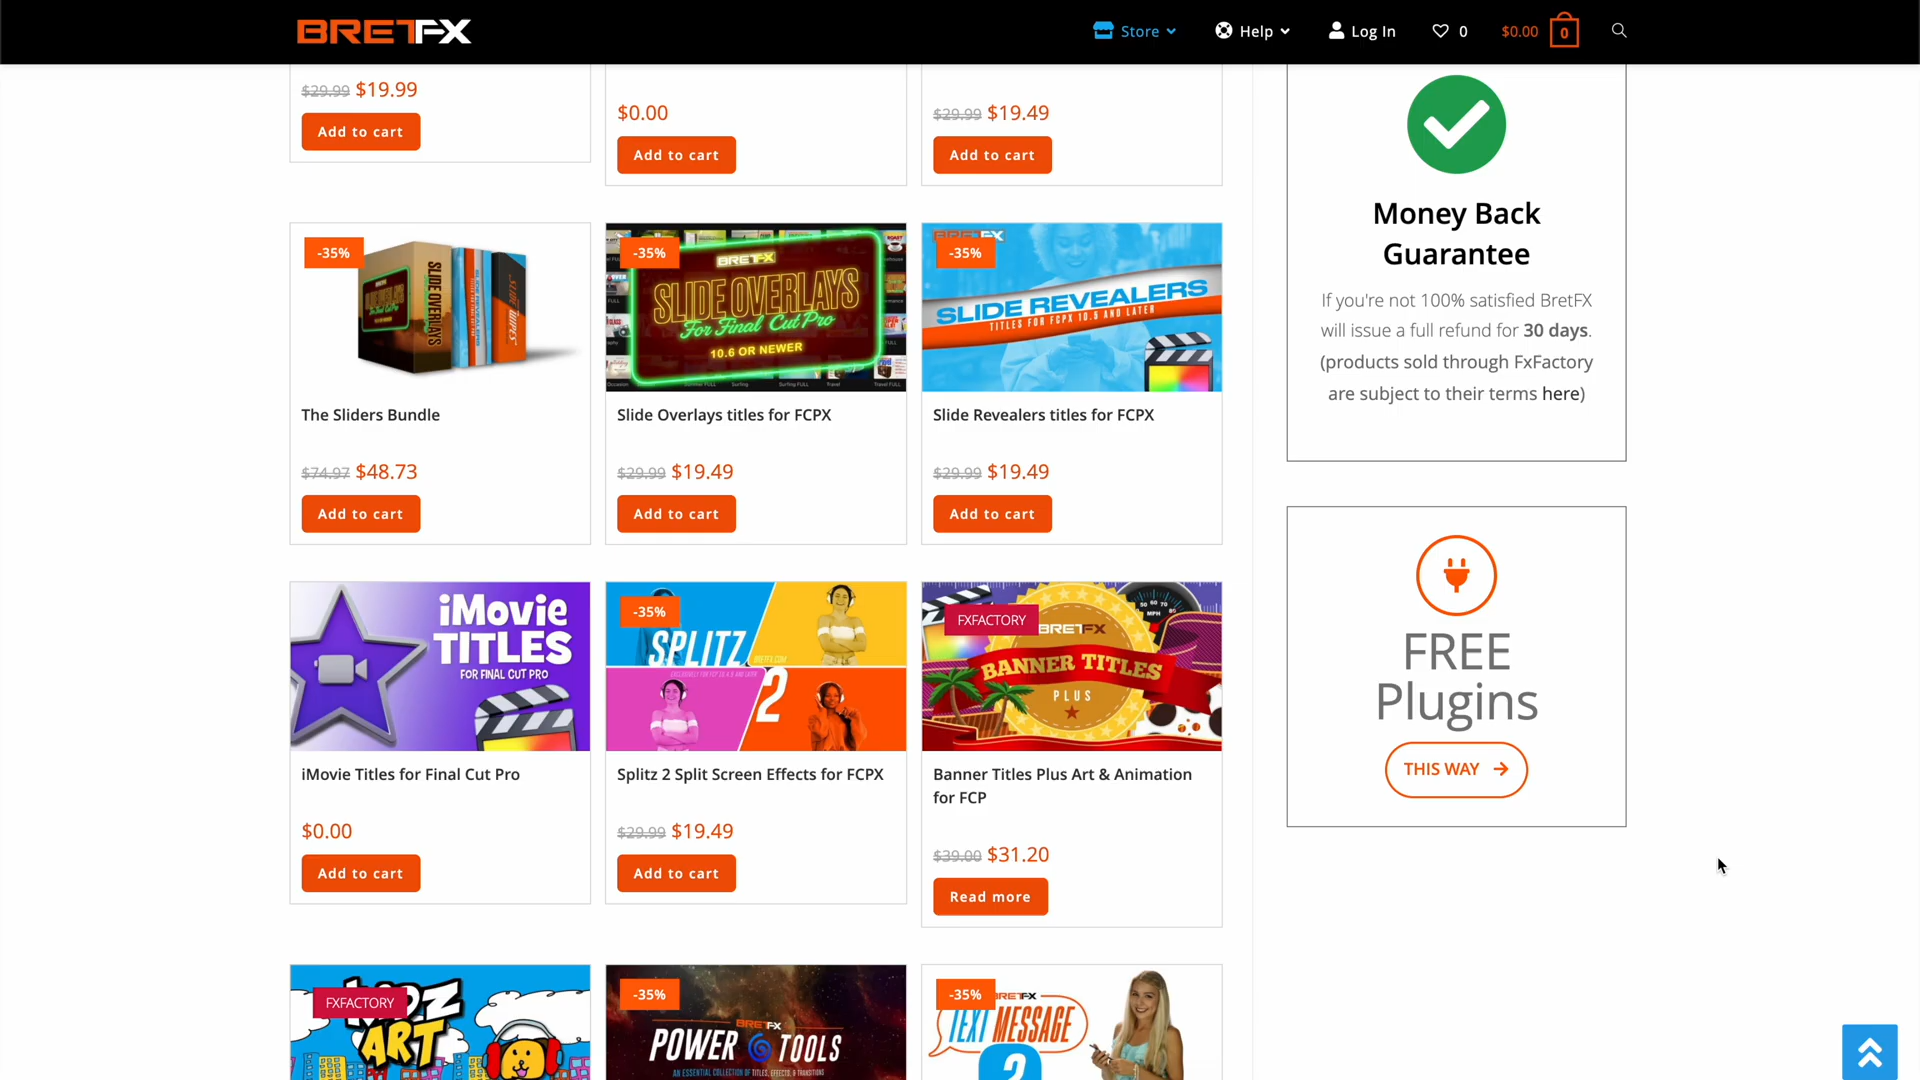 BRETFX
Store
Help
Log In
0
$0.00
0
$29.99 $19.99
Add to cart
$0.00
Add to cart
$29.99 $19.49
Add to cart
-35%
SLIDE OVERLAYS
The Sliders Bundle
$74.97 $48.73
Add to cart
-35%
BRETFX
SLIDE OVERLAYS
For Final Cut Pro
10.6 OR NEWER
Slide Overlays titles for FCPX
$29.99 $19.49
Add to cart
BRETFX
-35%
SLIDE REVEALERS
TITLES FOR FCPX 10.5 AND LATER
Slide Revealers titles for FCPX
$29.99 $19.49
Add to cart
iMovie
TITLES
FOR FINAL CUT PRO
iMovie Titles for Final Cut Pro
$0.00
Add to cart
-35%
SPLITZ
2
Splitz 2 Split Screen Effects for FCPX
$29.99 $19.49
Add to cart
FXFACTORY
BRETFX
BANNER TITLES
PLUS
Banner Titles Plus Art & Animation
for FCP
$39.00 $31.20
Read more
FXFACTORY
ART
-35%
BRETFX
POWER TOOLS
AN ESSENTIAL COLLECTION OF TITLES, EFFECTS, & TRANSITIONS
-35%
BRETFX
TEXT MESSAGE
2
Money Back
Guarantee
If you're not 100% satisfied BretFX
will issue a full refund for 30 days.
(products sold through FxFactory
are subject to their terms here)
FREE
Plugins
THIS WAY